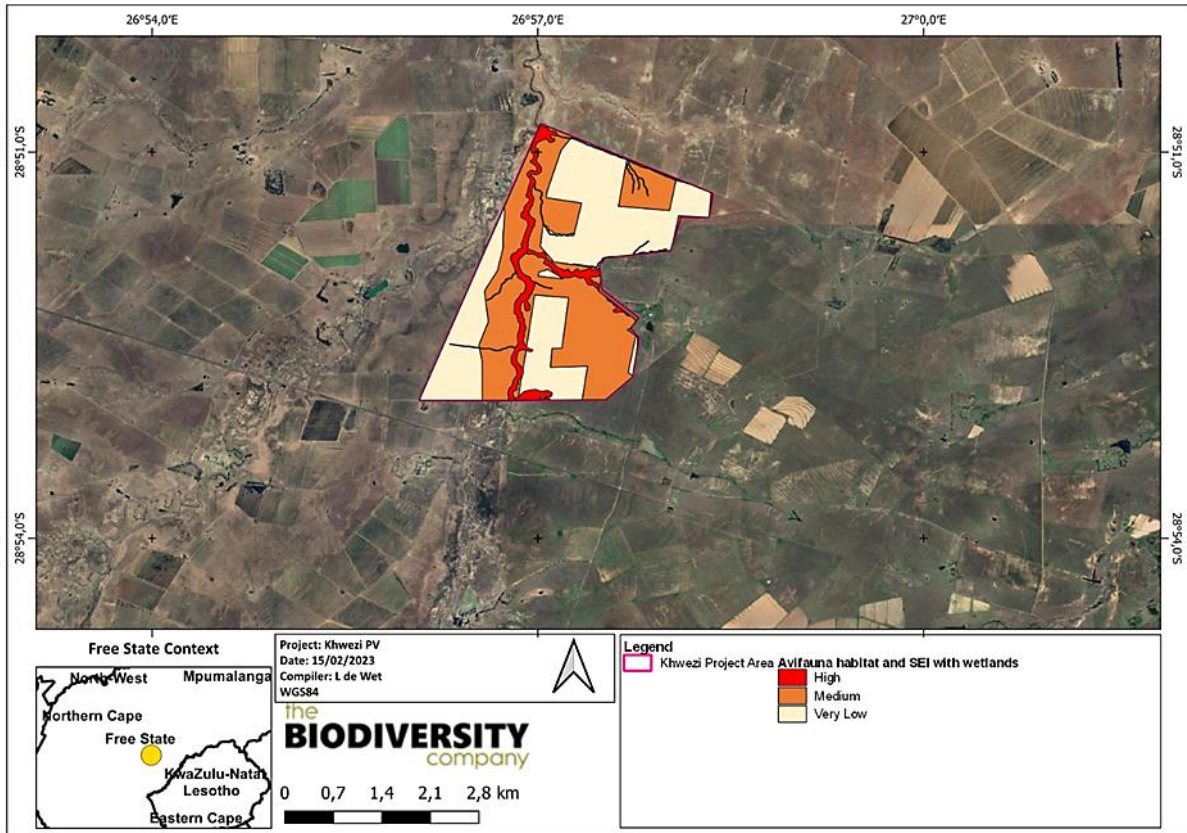 26°54,0'E 26°57,0'E 27°0,0'E
28°51,0'S 28°51,0'S
28°54,0'S 28°54,0'S
Free State Context
North-West Mpumalanga
Northern Cape
Free State
KwaZulu-Natal
Lesotho
Eastern Cape
Project: Khwezi PV
Date: 15/02/2023
Compiler: L de Wet
WGS84
the
BIODIVERSITY
company
0 0,7 1,4 2,1 2,8 km
Legend
Khwezi Project Area Avifauna habitat and SEI with wetlands
High
Medium
Very Low